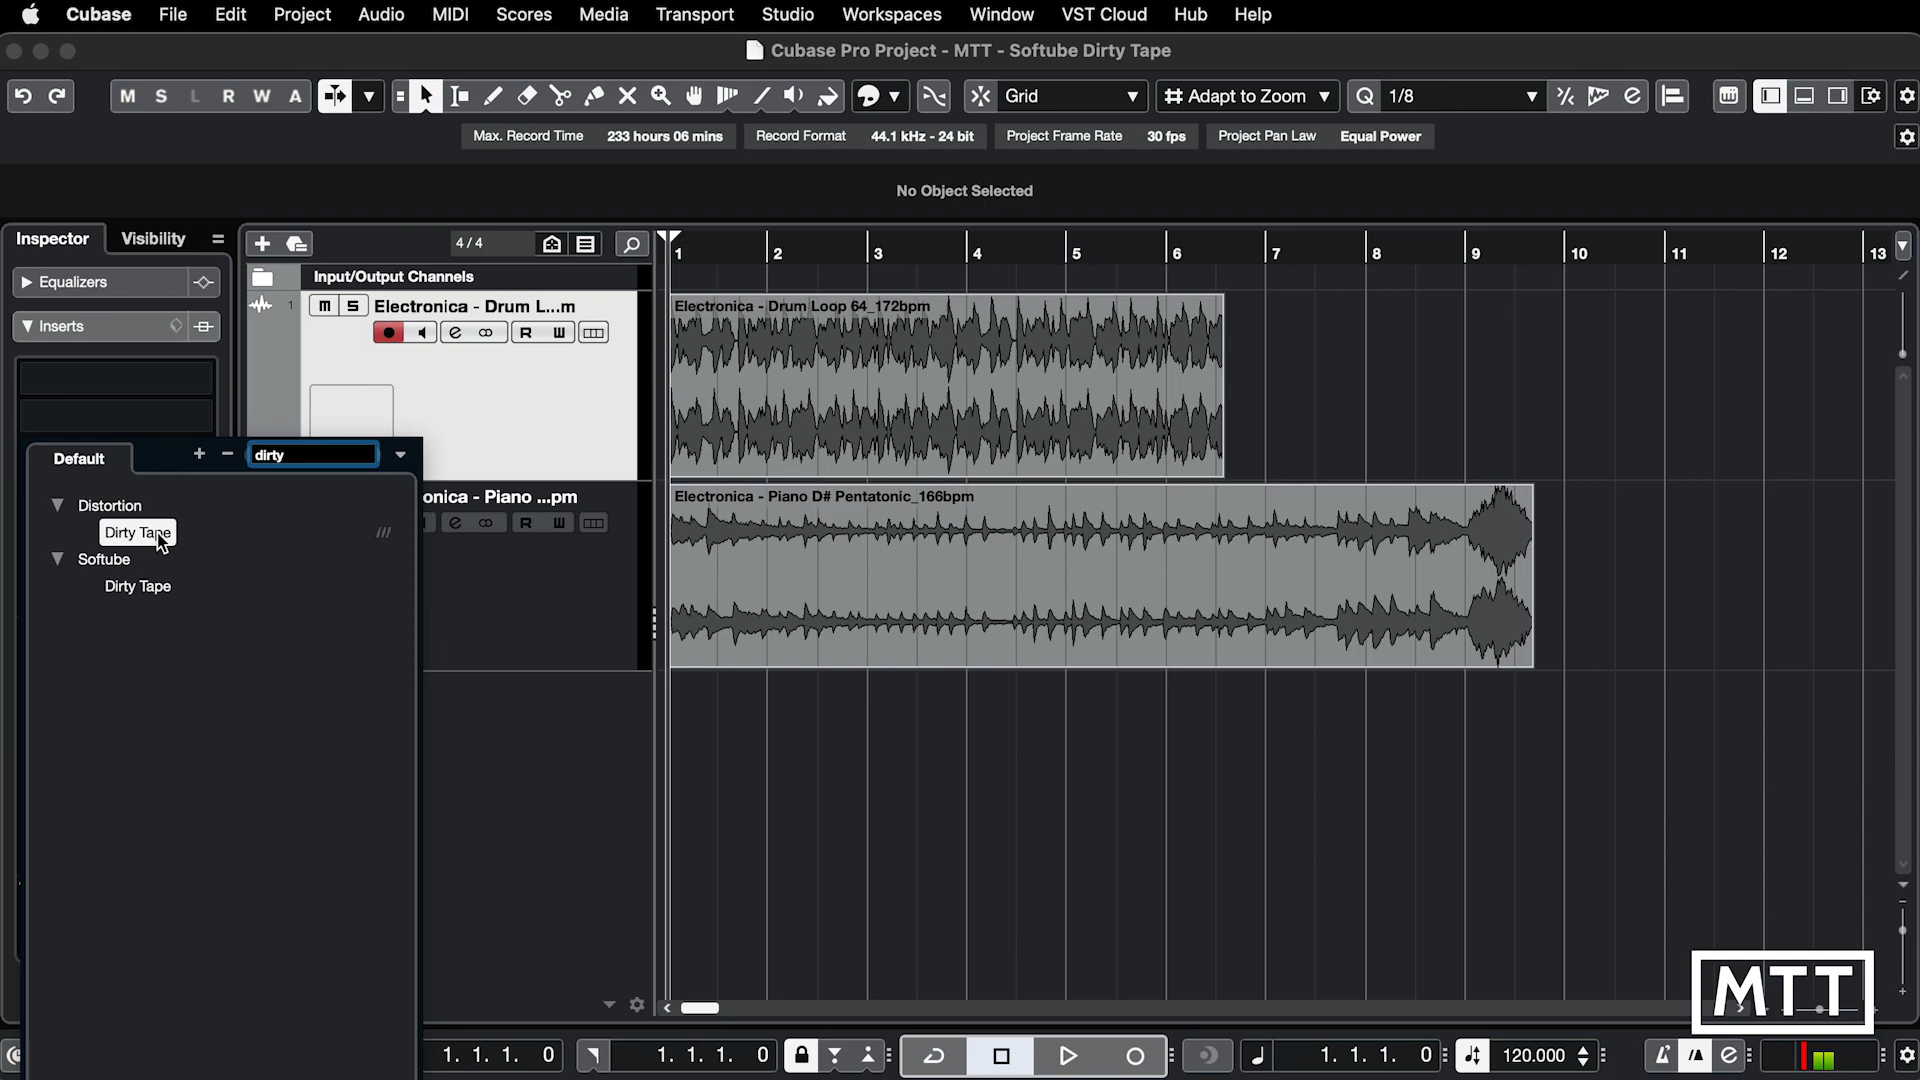 Cubase File Edit Project Audio MIDI Scores Media Transport Studio Workspaces Window VST Cloud Hub Help
Cubase Pro Project - MTT - Softube Dirty Tape
M S L R W A Grid Adapt to Zoom Q 1/8
Max. Record Time 233 hours 06 mins Record Format 44.1 kHz - 24 bit Project Frame Rate 30 fps Project Pan Law Equal Power
No Object Selected
Inspector Visibility 4/4 1 2 3 4 5 6 7 8 9 10 11 12 13
Equalizers
Input/Output Channels
1 m S Electronica - Drum L...m
Electronica - Drum Loop 64_172bpm
Inserts
e R W
Default dirty
onica - Piano ...pm
Electronica - Piano D# Pentatonic_166bpm
e R W
Distortion
Dirty Tape
Softube
Dirty Tape
MTT
1. 1. 1. 0 1. 1. 1. 0 1. 1. 1. 0 120.000 e